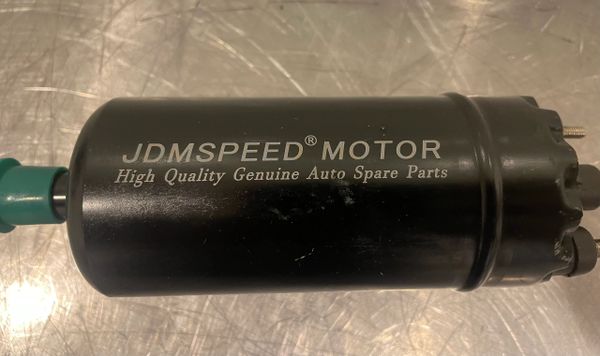 JDMSPEED® MOTOR
High Quality Genuine Auto Spare Parts